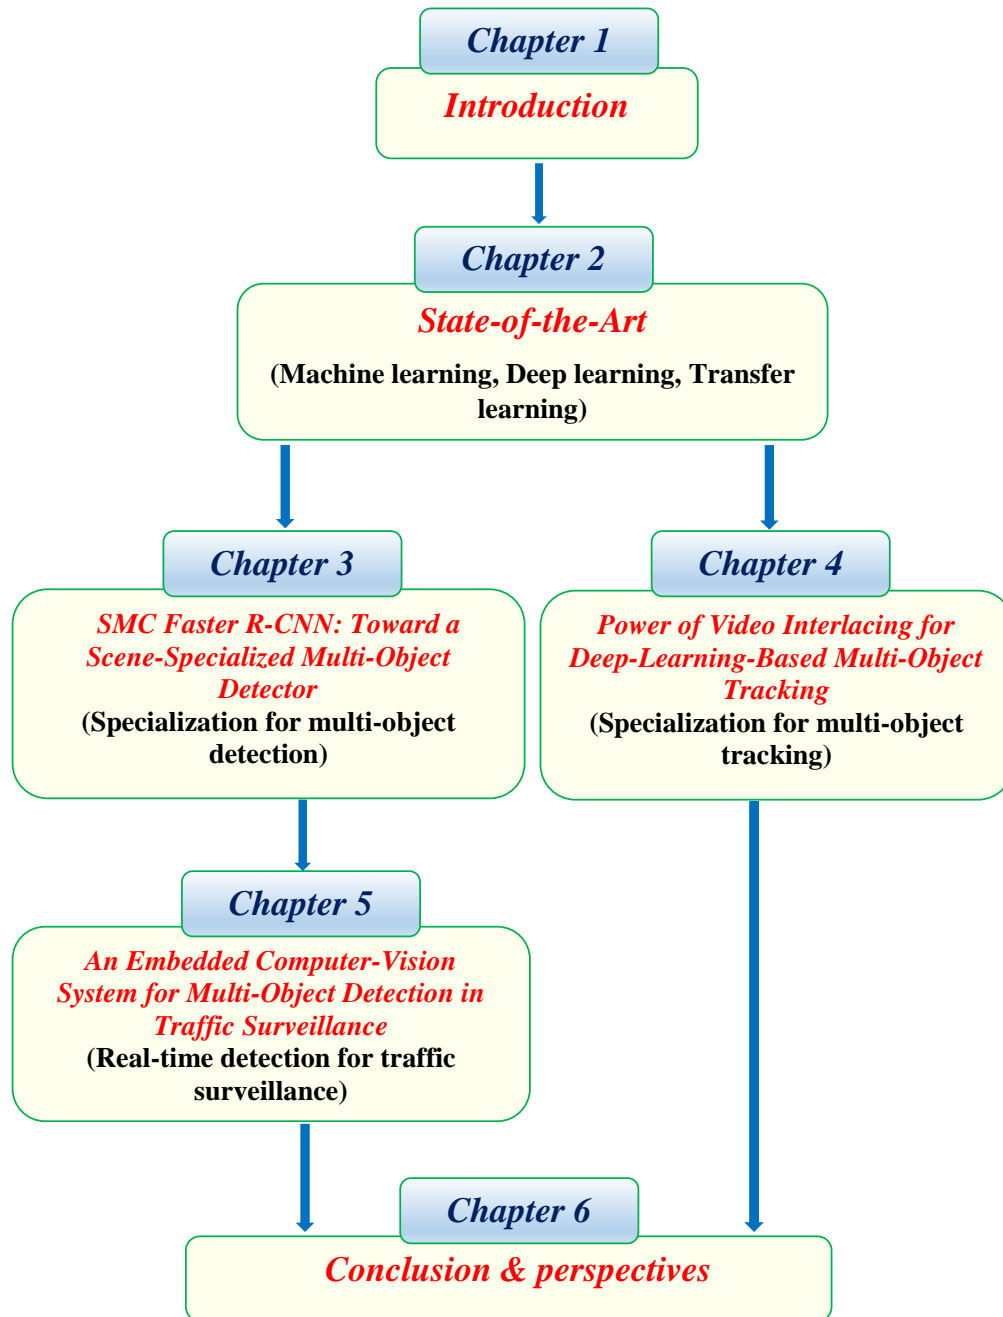 Chapter 1
Introduction
Chapter 2
State-of-the-Art
(Machine learning, Deep learning, Transfer
learning)
Chapter 3
SMC Faster R-CNN: Toward a
Scene-Specialized Multi-Object
Detector
(Specialization for multi-object
detection)
Chapter 4
Power of Video Interlacing for
Deep-Learning-Based Multi-Object
Tracking
(Specialization for multi-object
tracking)
Chapter 5
An Embedded Computer-Vision
System for Multi-Object Detection in
Traffic Surveillance
(Real-time detection for traffic
surveillance)
Chapter 6
Conclusion & perspectives